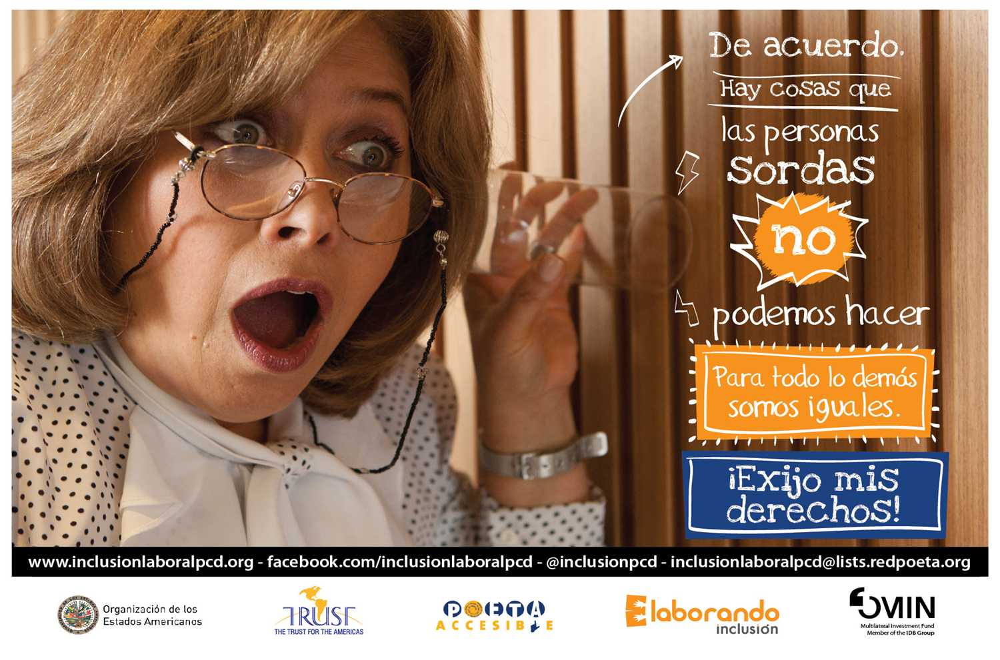 De acuerdo.
Hay cosas que
las personas
sordas
no
podemos hacer
Para todo lo demás
somos iguales.
¡Exijo mis
derechos!
www.inclusionlaboralpcd.org - facebook.com/inclusionlaboralpcd - @inclusionpcd - inclusionlaboralpcd@lists.redpoeta.org
Organización de los
Estados Americanos
TRUST
THE TRUST FOR THE AMERICAS
POETA
ACCESIBLE
Elaborando
inclusión
FOMIN
Multilateral Investment Fund
Member of the IDB Group